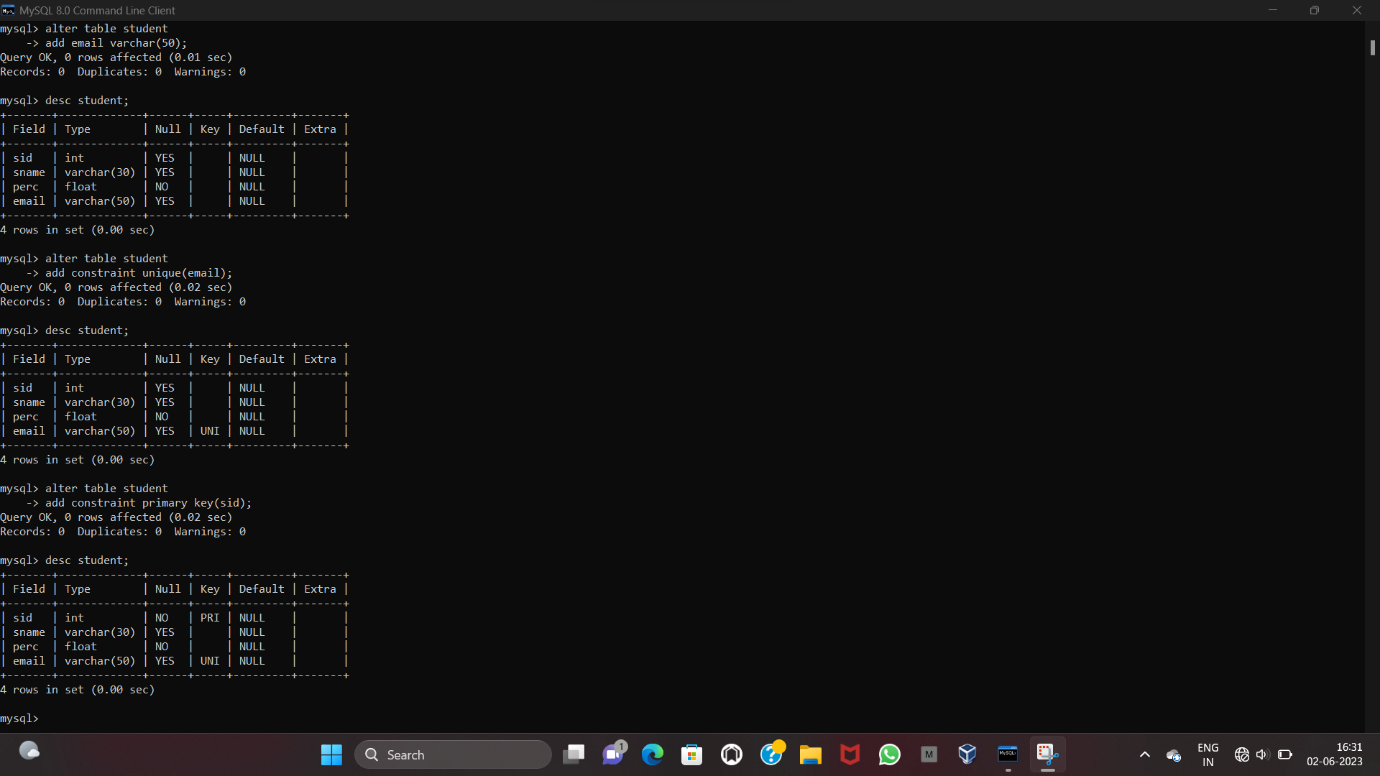 MySQL 8.0 Command Line Client
mysql> alter table student
    -> add email varchar(50);
Query OK, 0 rows affected (0.01 sec)
Records: 0  Duplicates: 0  Warnings: 0

mysql> desc student;
+-------+-------------+------+-----+---------+-------+
| Field | Type        | Null | Key | Default | Extra |
+-------+-------------+------+-----+---------+-------+
| sid   | int         | YES  |     | NULL    |       |
| sname | varchar(30) | YES  |     | NULL    |       |
| perc  | float       | NO   |     | NULL    |       |
| email | varchar(50) | YES  |     | NULL    |       |
+-------+-------------+------+-----+---------+-------+
4 rows in set (0.00 sec)

mysql> alter table student
    -> add constraint unique(email);
Query OK, 0 rows affected (0.02 sec)
Records: 0  Duplicates: 0  Warnings: 0

mysql> desc student;
+-------+-------------+------+-----+---------+-------+
| Field | Type        | Null | Key | Default | Extra |
+-------+-------------+------+-----+---------+-------+
| sid   | int         | YES  |     | NULL    |       |
| sname | varchar(30) | YES  |     | NULL    |       |
| perc  | float       | NO   |     | NULL    |       |
| email | varchar(50) | YES  | UNI | NULL    |       |
+-------+-------------+------+-----+---------+-------+
4 rows in set (0.00 sec)

mysql> alter table student
    -> add constraint primary key(sid);
Query OK, 0 rows affected (0.02 sec)
Records: 0  Duplicates: 0  Warnings: 0

mysql> desc student;
+-------+-------------+------+-----+---------+-------+
| Field | Type        | Null | Key | Default | Extra |
+-------+-------------+------+-----+---------+-------+
| sid   | int         | NO   | PRI | NULL    |       |
| sname | varchar(30) | YES  |     | NULL    |       |
| perc  | float       | NO   |     | NULL    |       |
| email | varchar(50) | YES  | UNI | NULL    |       |
+-------+-------------+------+-----+---------+-------+
4 rows in set (0.00 sec)

mysql>
Search
1
M
ENG
IN
16:31
02-06-2023